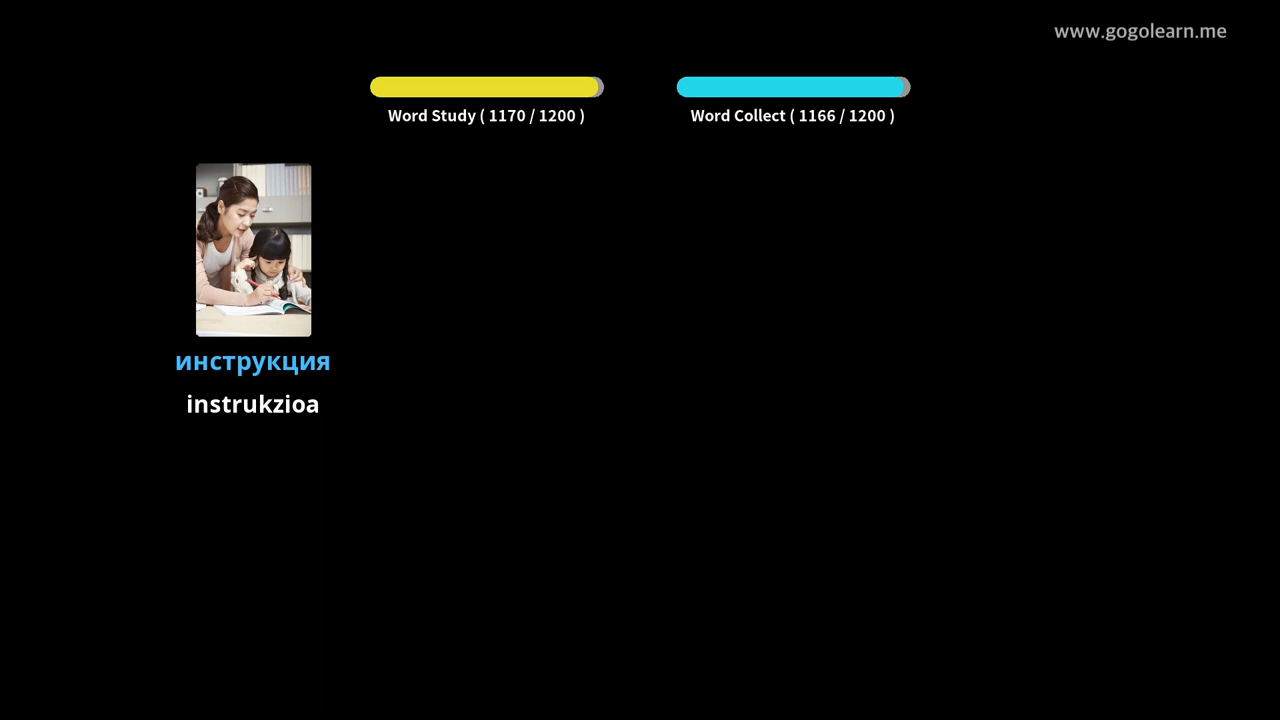 www.gogolearn.me
Word Study ( 1170 / 1200 )
Word Collect ( 1166 / 1200 )
инструкция
instrukzioa